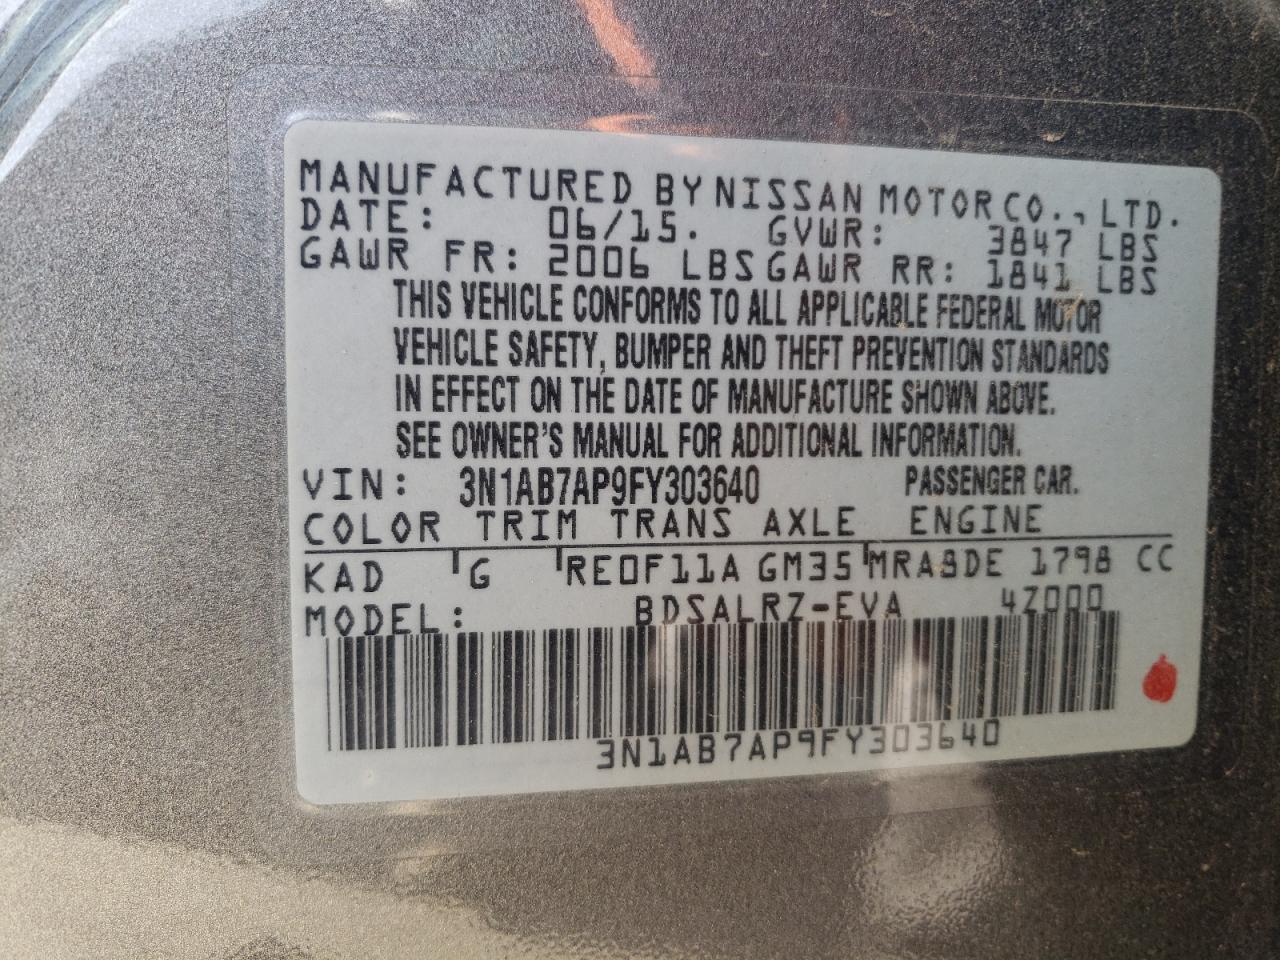 MANUFACTURED BY NISSAN MOTOR CO., LTD.
DATE: 06/15. GVWR: 3847 LBS
GAWR FR: 2006 LBS GAWR RR: 1841 LBS
THIS VEHICLE CONFORMS TO ALL APPLICABLE FEDERAL MOTOR
VEHICLE SAFETY, BUMPER AND THEFT PREVENTION STANDARDS
IN EFFECT ON THE DATE OF MANUFACTURE SHOWN ABOVE.
SEE OWNER'S MANUAL FOR ADDITIONAL INFORMATION.
VIN: 3N1AB7AP9FY303640 PASSENGER CAR.
COLOR TRIM TRANS AXLE ENGINE
KAD G RE0F11A GM35 MRA8DE 1798 CC
MODEL: BDSALRZ-EVA 4Z000
3N1AB7AP9FY303640